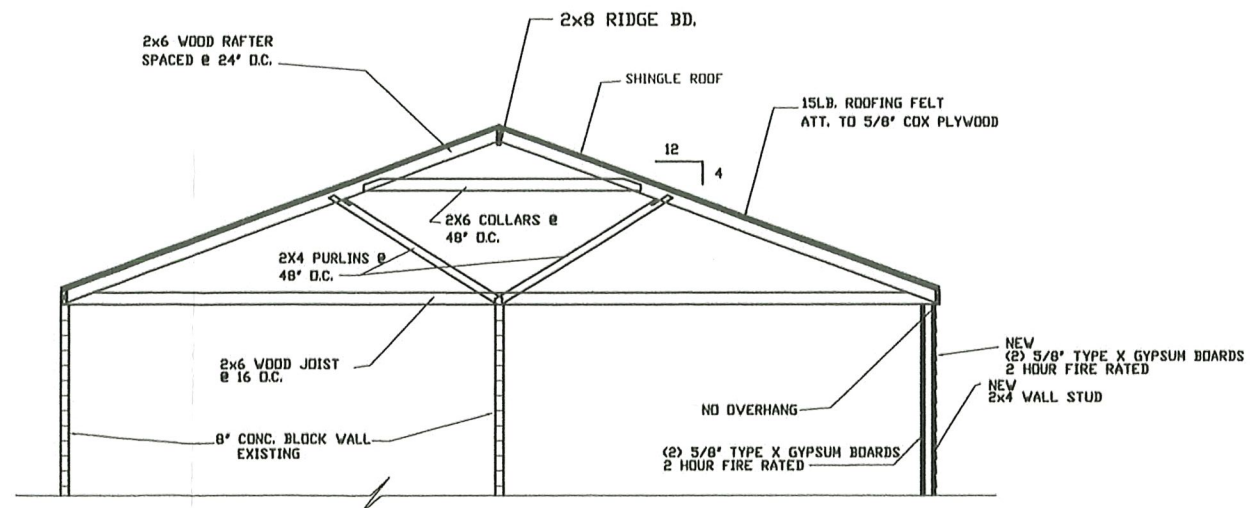 2x8 RIDGE BD.
2x6 WOOD RAFTER
SPACED @ 24" O.C.
SHINGLE ROOF
15LB. ROOFING FELT
ATT. TO 5/8" COX PLYWOOD
12
4
2X6 COLLARS @
48" O.C.
2X4 PURLINS @
48" O.C.
2x6 WOOD JOIST
@ 16 O.C.
8" CONC. BLOCK WALL
EXISTING
NO OVERHANG
(2) 5/8" TYPE X GYPSUM BOARDS
2 HOUR FIRE RATED
NEW
(2) 5/8" TYPE X GYPSUM BOARDS
2 HOUR FIRE RATED
NEW
2x4 WALL STUD